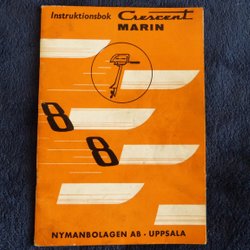 Instruktionsbok Crescent
MARIN
8
8
NYMANBOLAGEN AB - UPPSALA